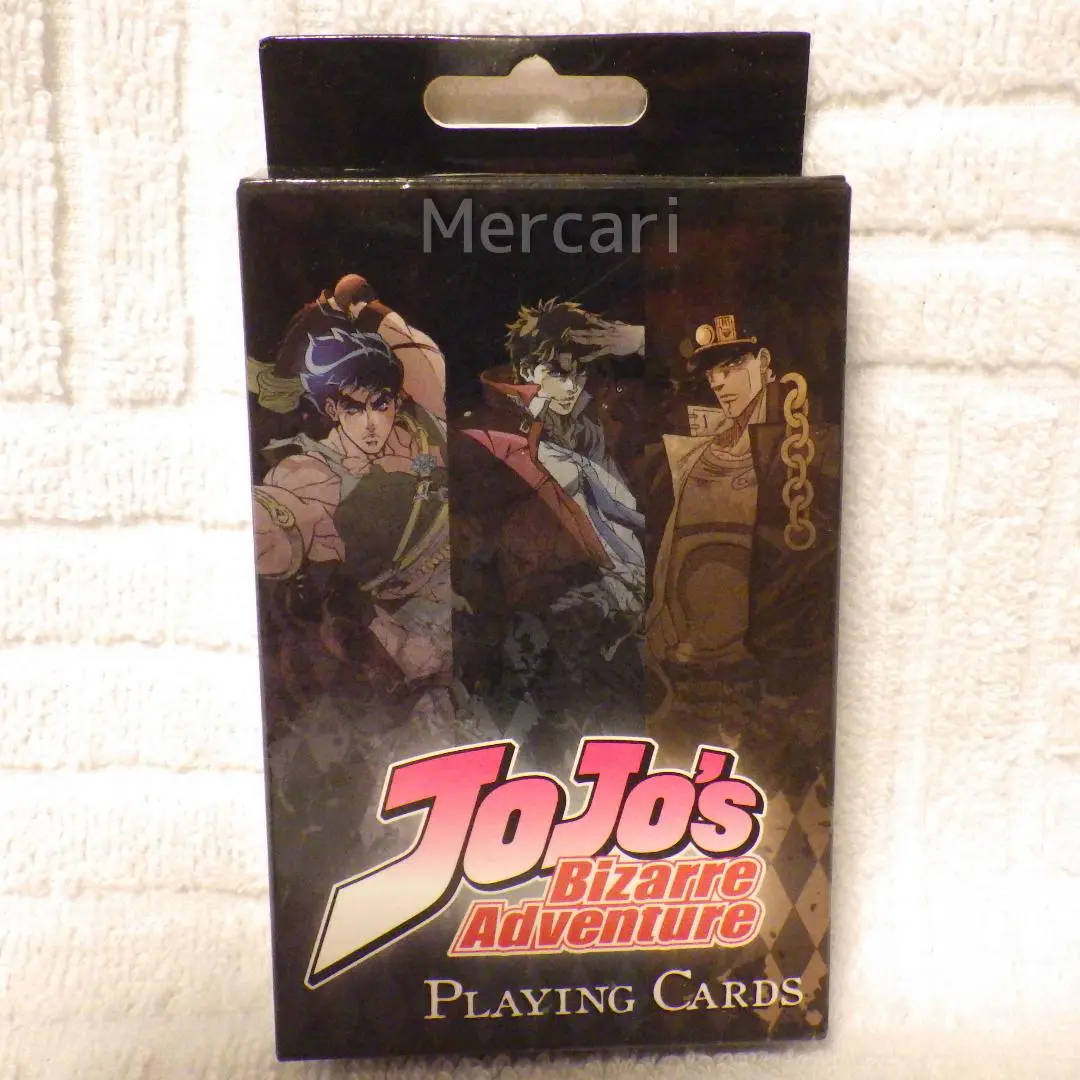 Mercari
JoJo's
Bizarre
Adventure
Playing Cards